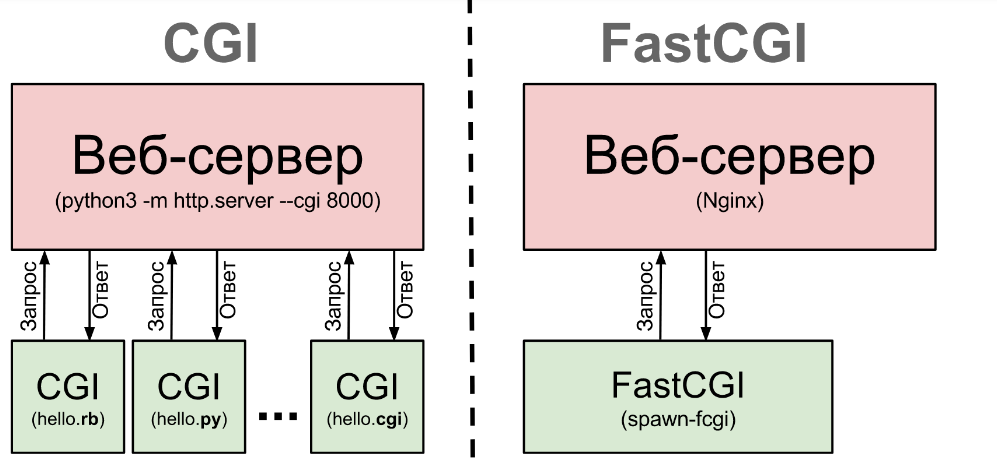 CGI
Веб-сервер
(python3 -m http.server --cgi 8000)
Запрос
Ответ
Запрос
Ответ
Запрос
Ответ
CGI
(hello.rb)
CGI
(hello.py)
...
CGI
(hello.cgi)
FastCGI
Веб-сервер
(Nginx)
Запрос
Ответ
FastCGI
(spawn-fcgi)